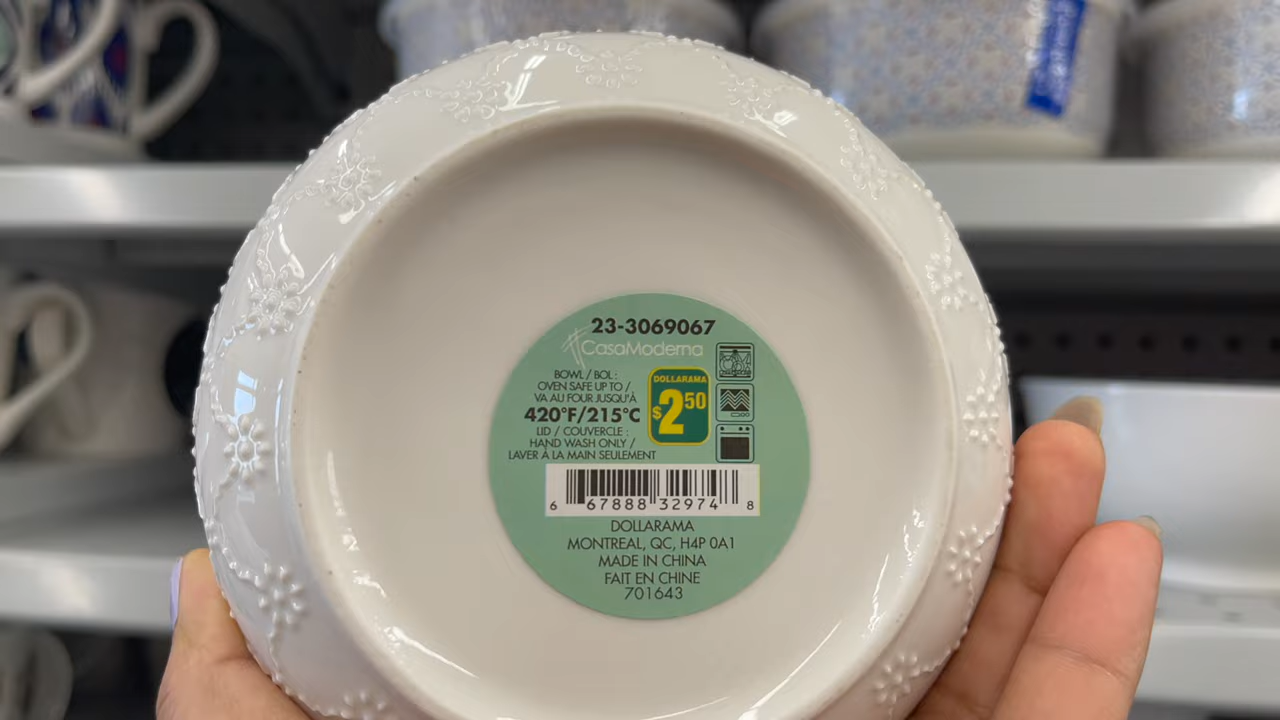 23-3069067
CasaModerna
BOWL / BOL :
OVEN SAFE UP TO /
VA AU FOUR JUSQU'À
420°F/215°C
LID / COUVERCLE :
HAND WASH ONLY /
LAVER À LA MAIN SEULEMENT
DOLLARAMA
$2.50
6 67888 32974 8
DOLLARAMA
MONTREAL, QC, H4P 0A1
MADE IN CHINA
FAIT EN CHINE
701643